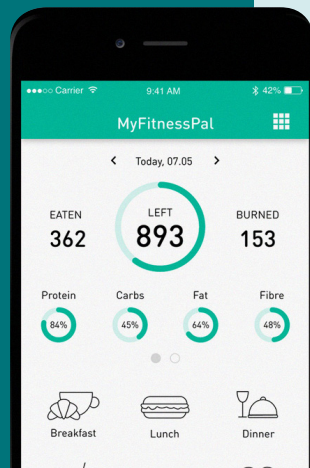 ●●●○○ Carrier 9:41 AM 42%
MyFitnessPal
< Today, 07.05 >
EATEN LEFT BURNED
362 893 153
Protein Carbs Fat Fibre
84% 45% 64% 48%
Breakfast Lunch Dinner